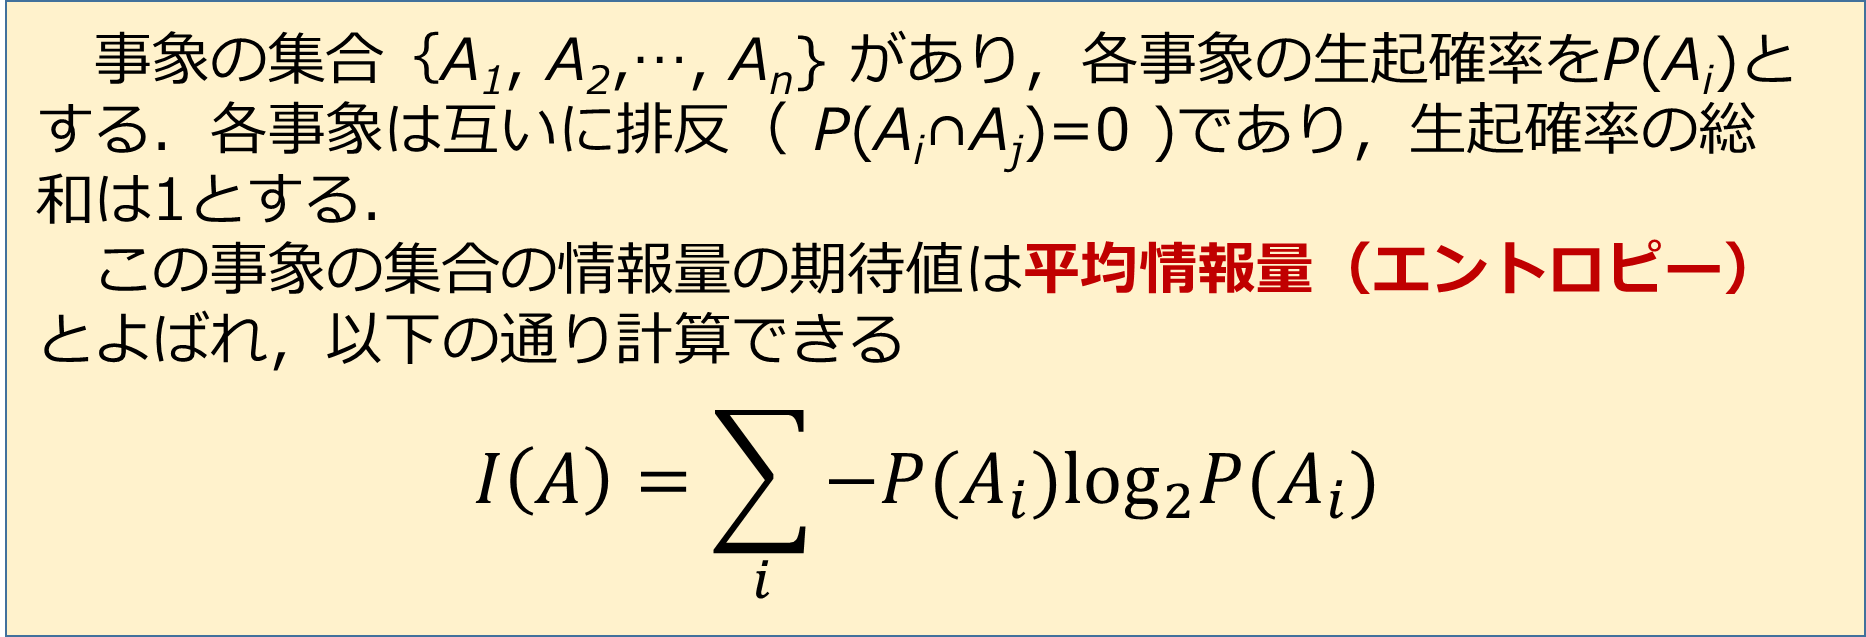 事象の集合 {A1, A2,…, An} があり，各事象の生起確率をP(Ai)と
する．各事象は互いに排反（ P(Ai∩Aj)=0 )であり，生起確率の総
和は1とする．
この事象の集合の情報量の期待値は平均情報量（エントロピー）
とよばれ，以下の通り計算できる
I(A) = ∑i −P(Ai)log2P(Ai)